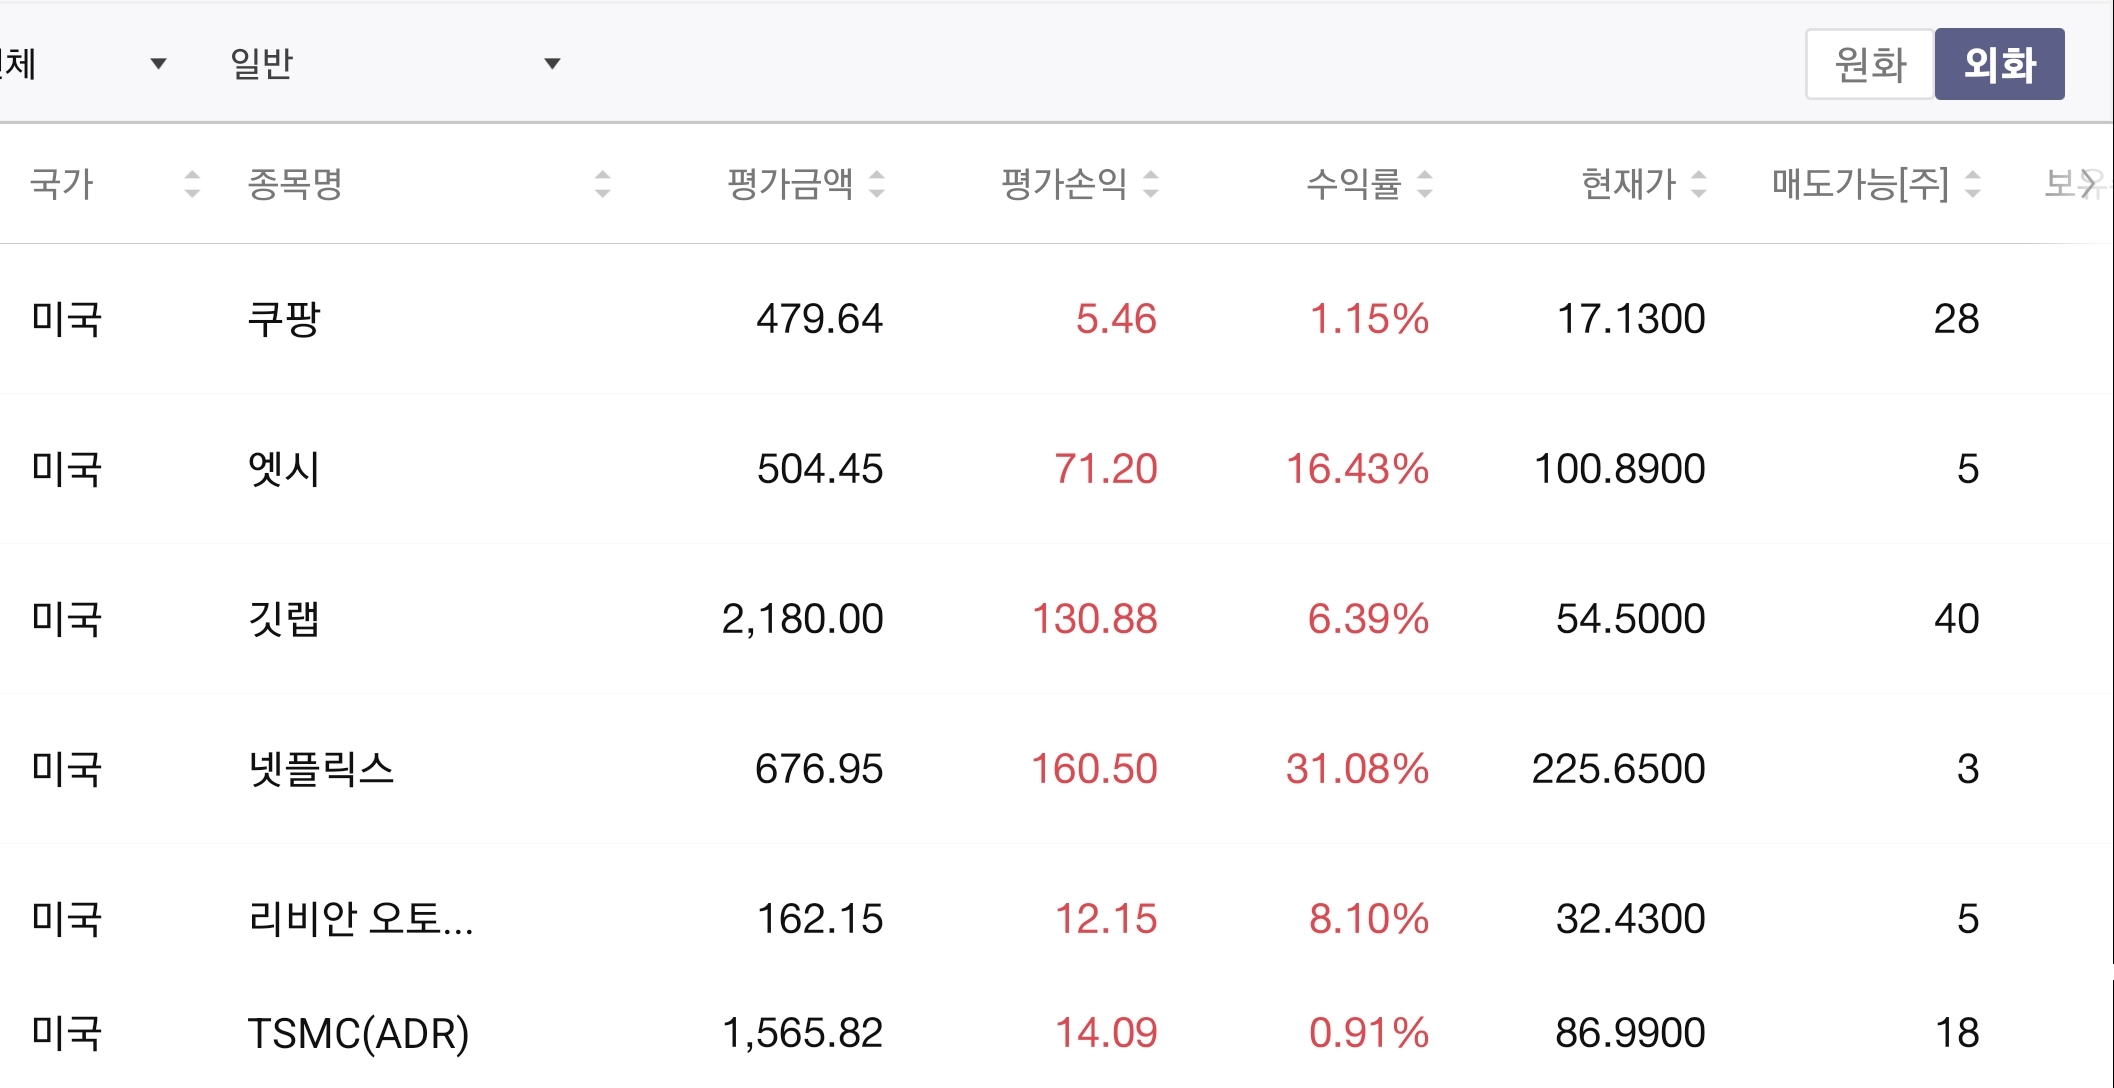 체 일반 원화 외화
국가 종목명 평가금액 평가손익 수익률 현재가 매도가능[주]
미국 쿠팡 479.64 5.46 1.15% 17.1300 28
미국 엣시 504.45 71.20 16.43% 100.8900 5
미국 깃랩 2,180.00 130.88 6.39% 54.5000 40
미국 넷플릭스 676.95 160.50 31.08% 225.6500 3
미국 리비안 오토... 162.15 12.15 8.10% 32.4300 5
미국 TSMC(ADR) 1,565.82 14.09 0.91% 86.9900 18